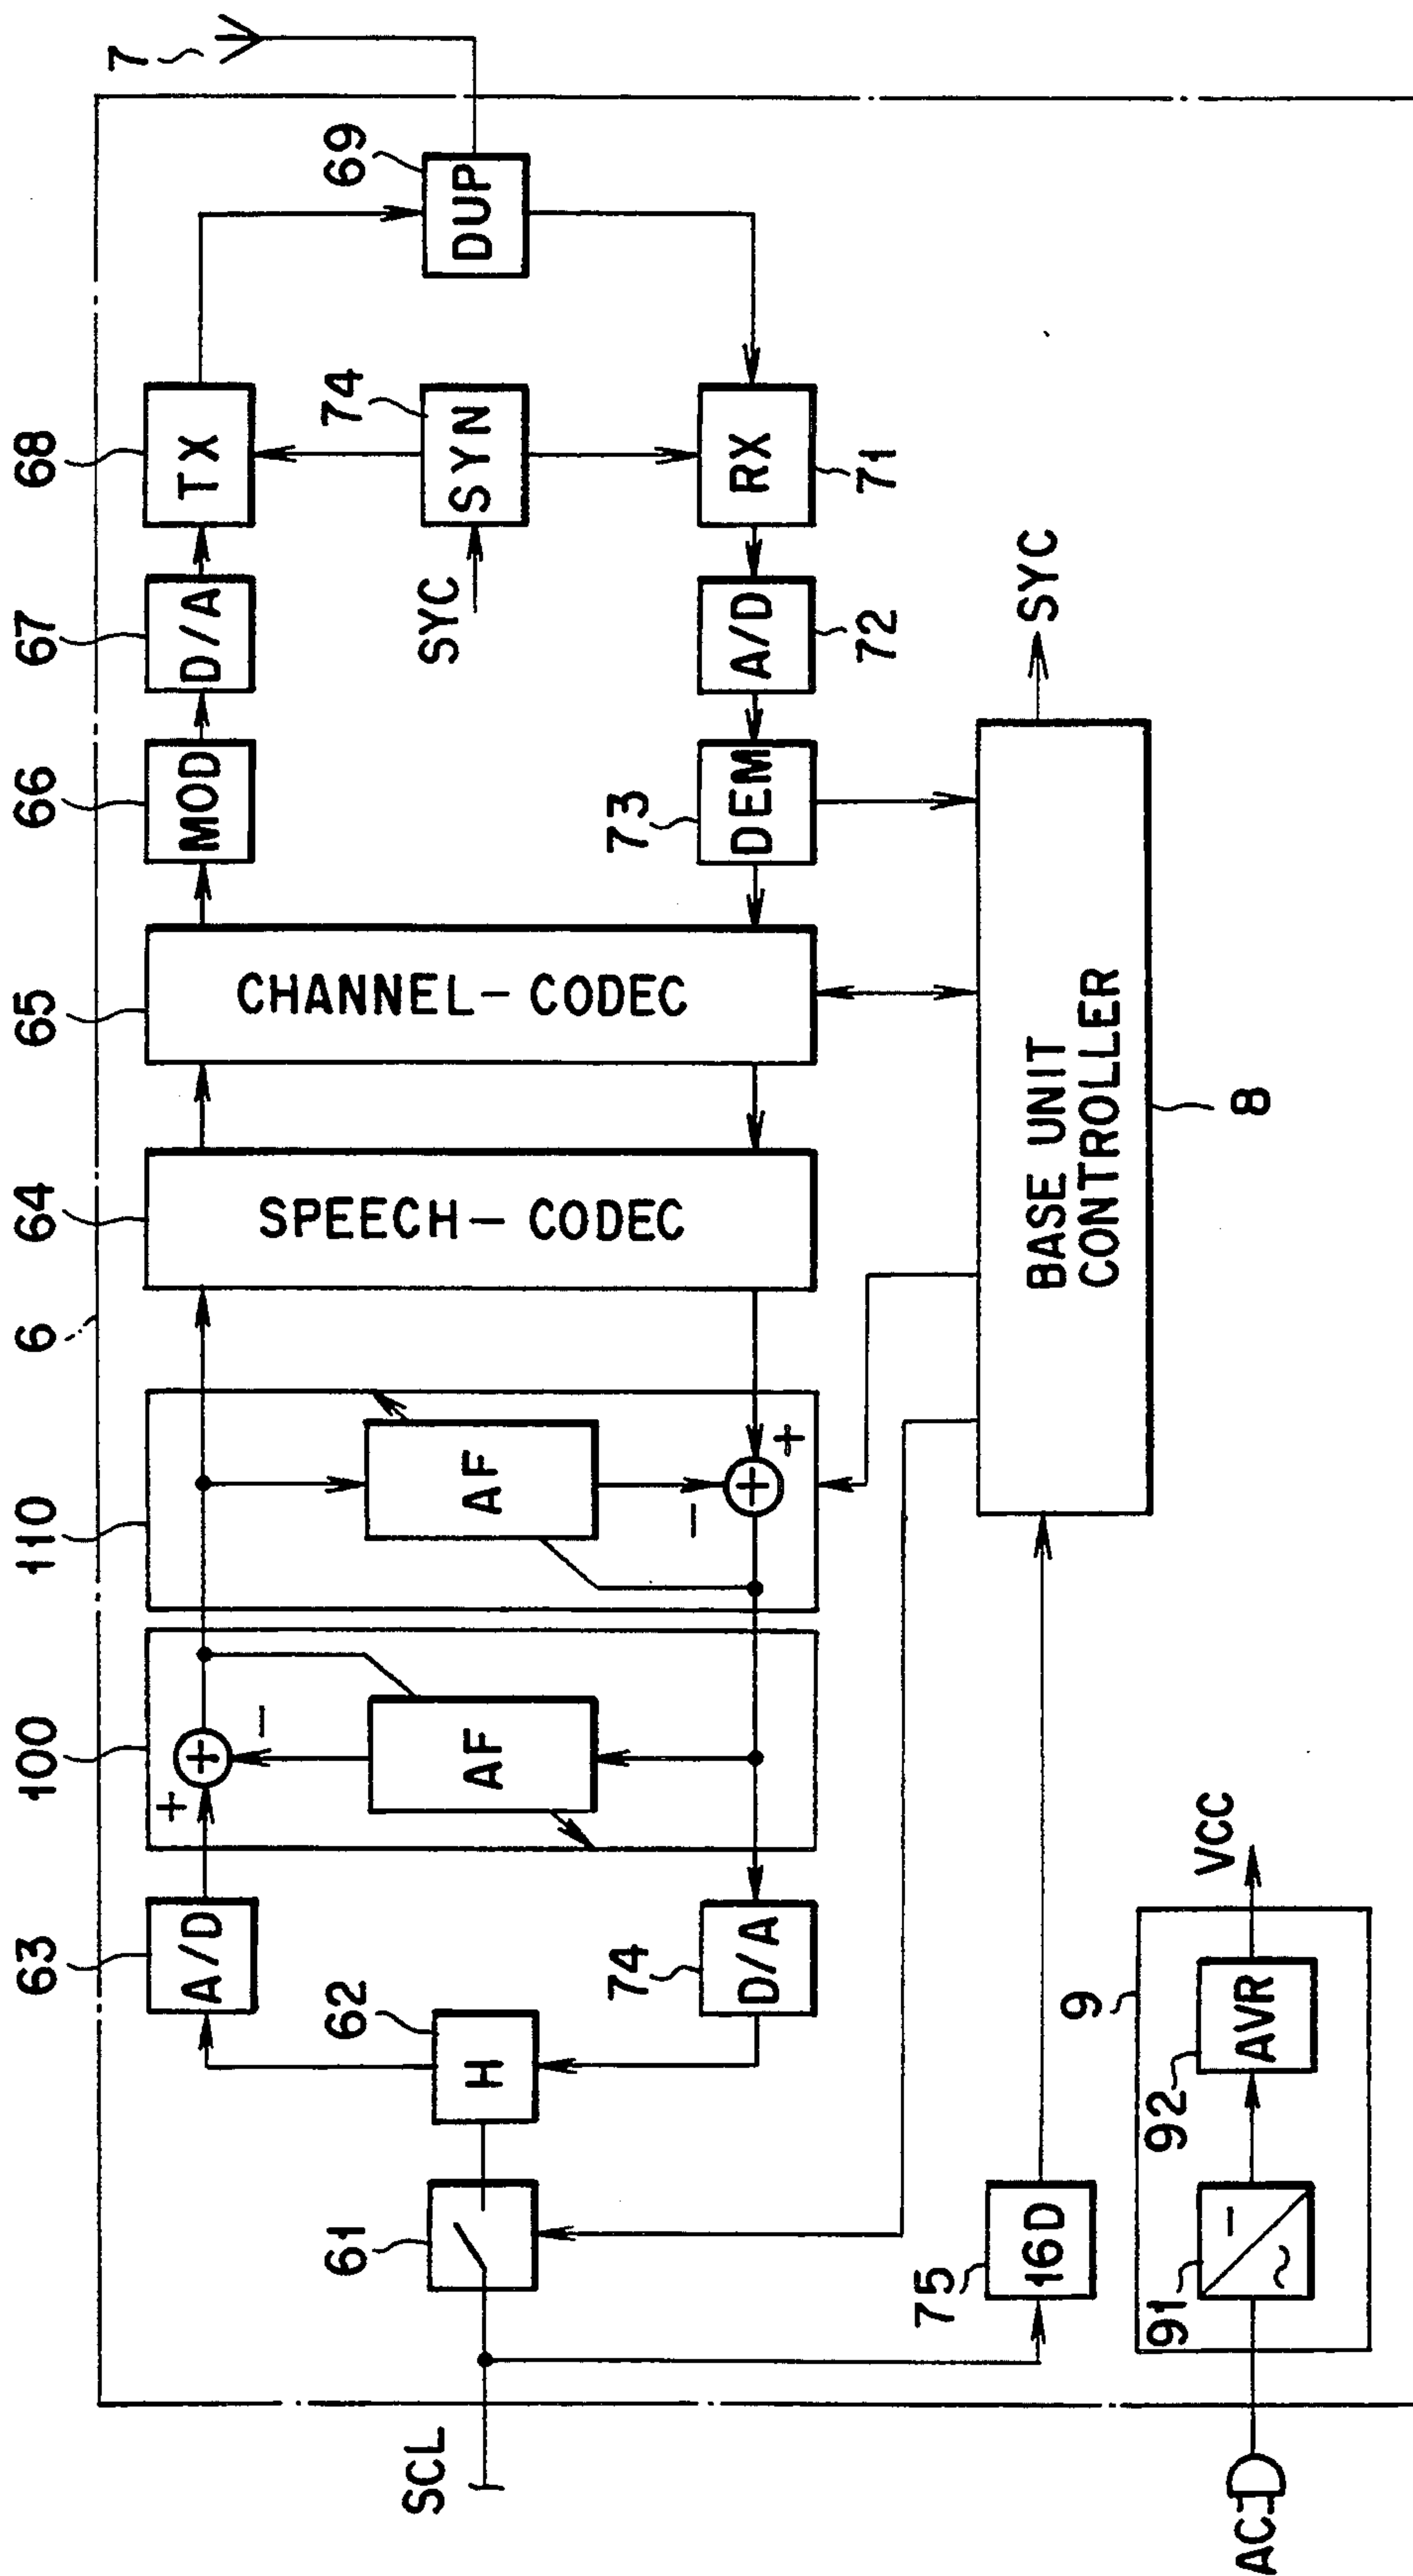 7
69
DUP
68
TX
74
SYN
SYC
RX
71
67
D/A
A/D
72
66
MOD
73
DEM
SYC
65
CHANNEL- CODEC
64
SPEECH- CODEC
BASE UNIT
CONTROLLER
8
6
110
AF
+
-
+
100
AF
+
-
+
63
A/D
74
D/A
62
H
61
75
16D
9
VCC
92
AVR
91
-
~
SCL
AC